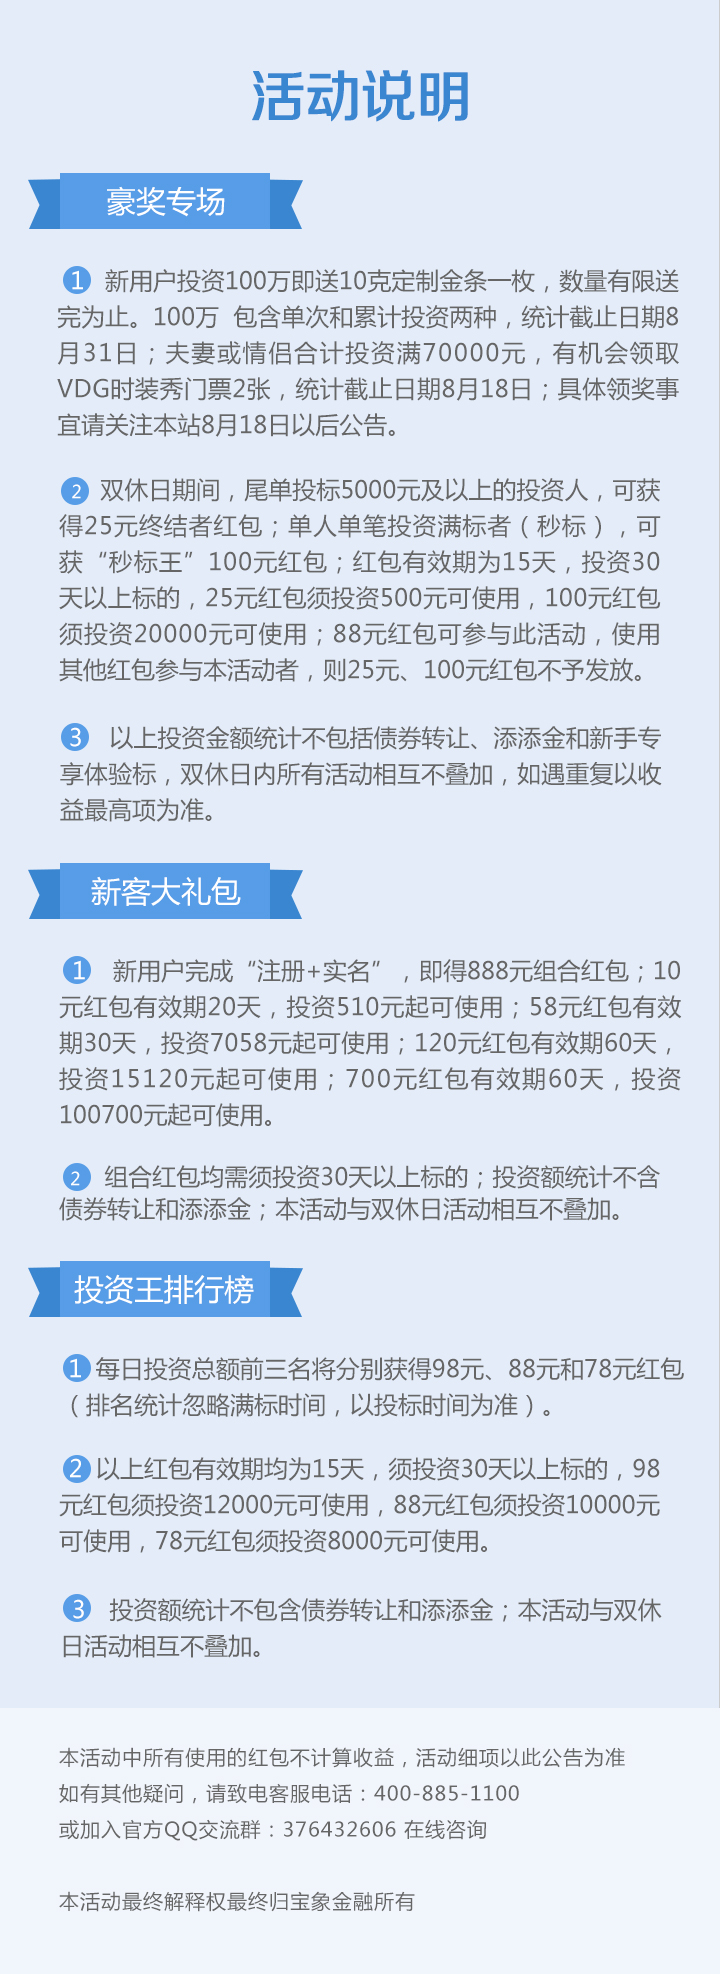 活动说明
豪奖专场
1 新用户投资100万即送10克定制金条一枚，数量有限送
完为止。100万 包含单次和累计投资两种，统计截止日期8
月31日；夫妻或情侣合计投资满70000元，有机会领取
VDG时装秀门票2张，统计截止日期8月18日；具体领奖事
宜请关注本站8月18日以后公告。
2 双休日期间，尾单投标5000元及以上的投资人，可获
得25元终结者红包；单人单笔投资满标者（秒标），可
获“秒标王”100元红包；红包有效期为15天，投资30
天以上标的，25元红包须投资500元可使用，100元红包
须投资20000元可使用；88元红包可参与此活动，使用
其他红包参与本活动者，则25元、100元红包不予发放。
3 以上投资金额统计不包括债券转让、添添金和新手专
享体验标，双休日内所有活动相互不叠加，如遇重复以收
益最高项为准。
新客大礼包
1 新用户完成“注册+实名”，即得888元组合红包；10
元红包有效期20天，投资510元起可使用；58元红包有效
期30天，投资7058元起可使用；120元红包有效期60天，
投资15120元起可使用；700元红包有效期60天，投资
100700元起可使用。
2 组合红包均需须投资30天以上标的；投资额统计不含
债券转让和添添金；本活动与双休日活动相互不叠加。
投资王排行榜
1 每日投资总额前三名将分别获得98元、88元和78元红包
（排名统计忽略满标时间，以投标时间为准）。
2 以上红包有效期均为15天，须投资30天以上标的，98
元红包须投资12000元可使用，88元红包须投资10000元
可使用，78元红包须投资8000元可使用。
3 投资额统计不包含债券转让和添添金；本活动与双休
日活动相互不叠加。
本活动中所有使用的红包不计算收益，活动细项以此公告为准
如有其他疑问，请致电客服电话：400-885-1100
或加入官方QQ交流群：376432606 在线咨询
本活动最终解释权最终归宝象金融所有